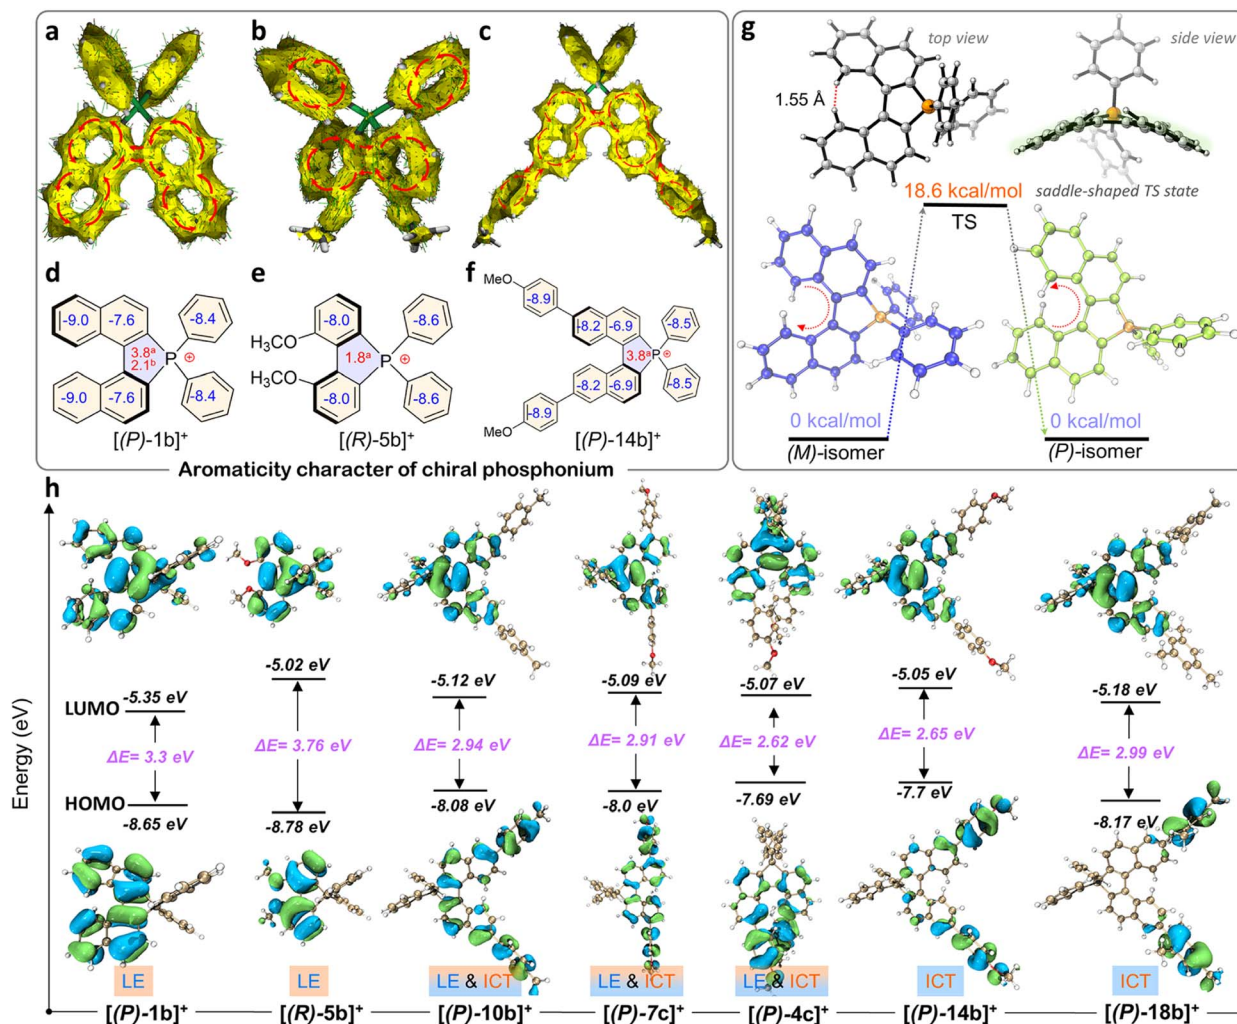 a
b
c
d
-9.0
-7.6
-8.4
3.8ᵃ
2.1ᵇ
P
⊕
-9.0
-7.6
-8.4
[(P)-1b]⁺
e
-8.0
-8.6
H₃CO
1.8ᵃ
P
⊕
H₃CO
-8.0
-8.6
[(R)-5b]⁺
f
MeO
-8.9
-8.2
-6.9
-8.5
3.8ᵃ
P
⊕
-8.2
-6.9
-8.5
-8.9
MeO
[(P)-14b]⁺
Aromaticity character of chiral phosphonium
g
top view
side view
1.55 Å
18.6 kcal/mol
TS
saddle-shaped TS state
0 kcal/mol
(M)-isomer
0 kcal/mol
(P)-isomer
h
Energy (eV)
LUMO
HOMO
-5.35 eV
ΔE= 3.3 eV
-8.65 eV
LE
[(P)-1b]⁺
-5.02 eV
ΔE= 3.76 eV
-8.78 eV
LE
[(R)-5b]⁺
-5.12 eV
ΔE= 2.94 eV
-8.08 eV
LE & ICT
[(P)-10b]⁺
-5.09 eV
ΔE= 2.91 eV
-8.0 eV
LE & ICT
[(P)-7c]⁺
-5.07 eV
ΔE= 2.62 eV
-7.69 eV
LE & ICT
[(P)-4c]⁺
-5.05 eV
ΔE= 2.65 eV
-7.7 eV
ICT
[(P)-14b]⁺
-5.18 eV
ΔE= 2.99 eV
-8.17 eV
ICT
[(P)-18b]⁺